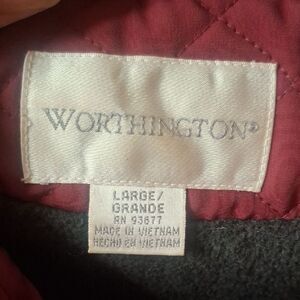 WORTHINGTON®
LARGE/
GRANDE
RN 93677
MADE IN VIETNAM
HECHO EN VIETNAM